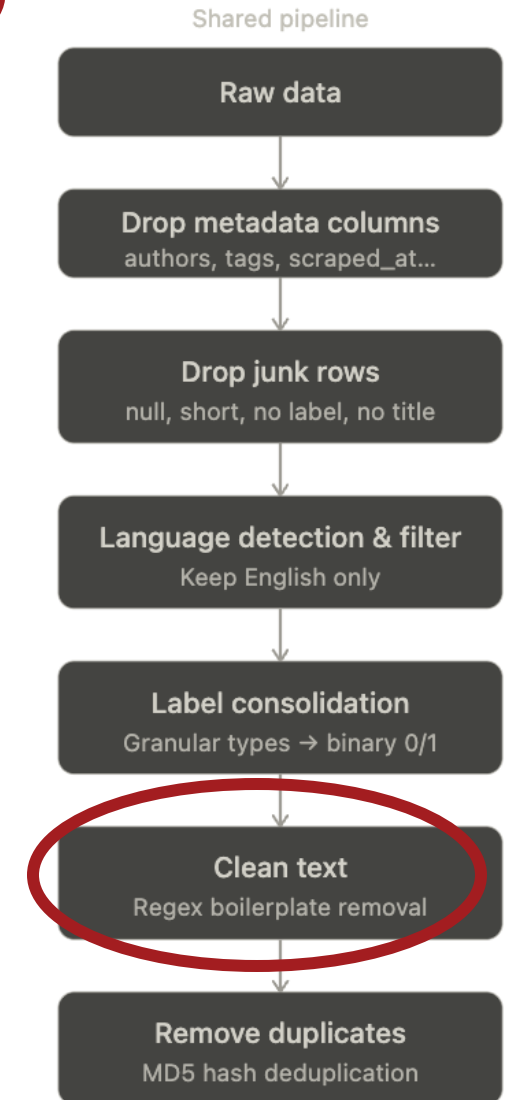 Shared pipeline
Raw data
Drop metadata columns
authors, tags, scraped_at...
Drop junk rows
null, short, no label, no title
Language detection & filter
Keep English only
Label consolidation
Granular types → binary 0/1
Clean text
Regex boilerplate removal
Remove duplicates
MD5 hash deduplication